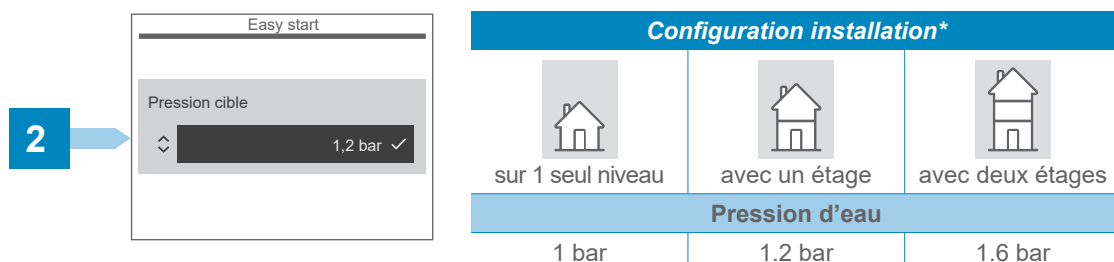 2
Easy start
Pression cible
1,2 bar
Configuration installation*
sur 1 seul niveau
avec un étage
avec deux étages
Pression d'eau
1 bar
1,2 bar
1,6 bar